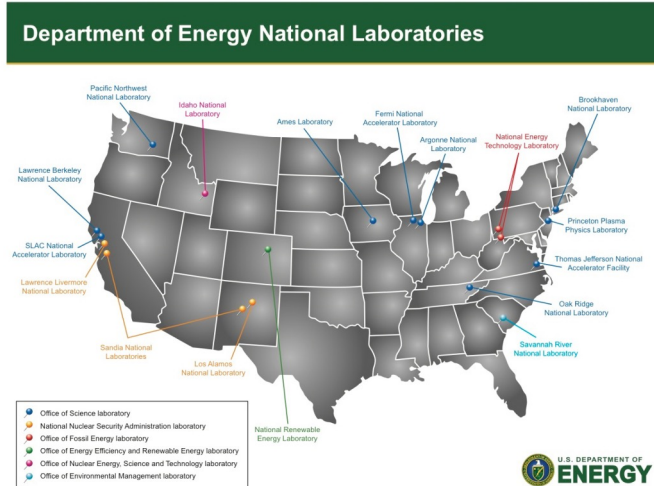 Department of Energy National Laboratories
Pacific Northwest
National Laboratory
Idaho National
Laboratory
Ames Laboratory
Fermi National
Accelerator Laboratory
Argonne National
Laboratory
National Energy
Technology Laboratory
Brookhaven
National Laboratory
Lawrence Berkeley
National Laboratory
SLAC National
Accelerator Laboratory
Lawrence Livermore
National Laboratory
Sandia National
Laboratories
Los Alamos
National Laboratory
National Renewable
Energy Laboratory
Princeton Plasma
Physics Laboratory
Thomas Jefferson National
Accelerator Facility
Oak Ridge
National Laboratory
Savannah River
National Laboratory
Office of Science laboratory
National Nuclear Security Administration laboratory
Office of Fossil Energy laboratory
Office of Energy Efficiency and Renewable Energy laboratory
Office of Nuclear Energy, Science and Technology laboratory
Office of Environmental Management laboratory
U.S. DEPARTMENT OF
ENERGY